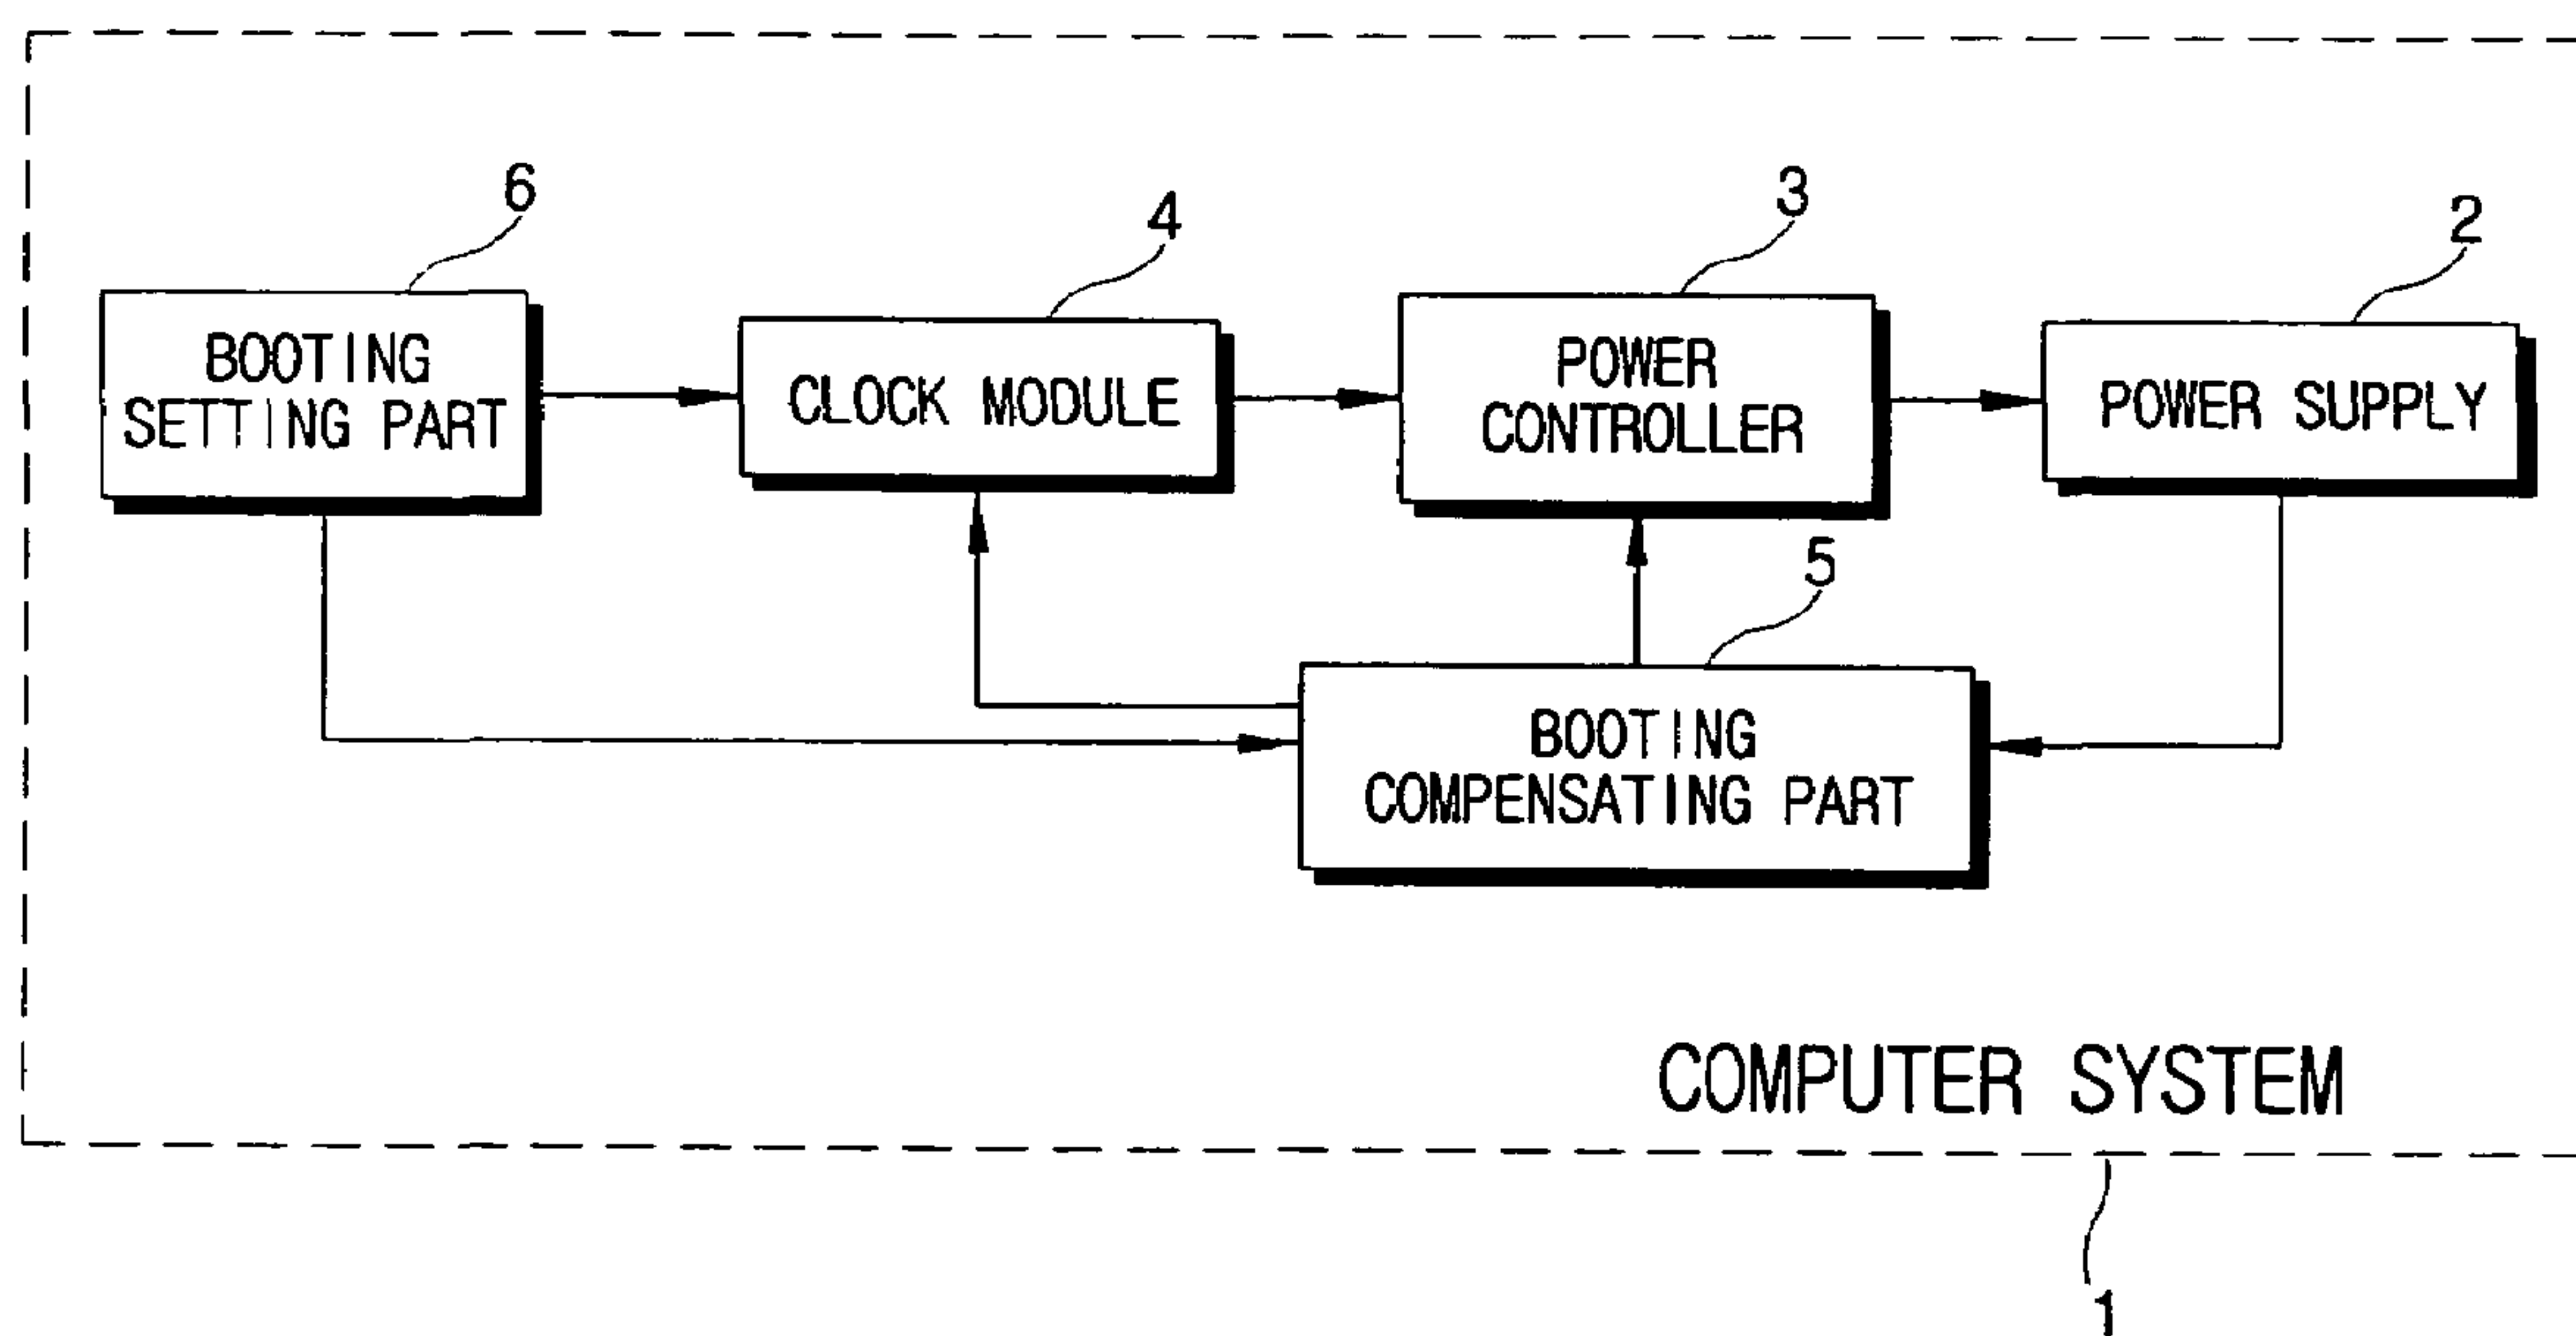 6
4
3
2
BOOTING
SETTING PART
CLOCK MODULE
POWER
CONTROLLER
POWER SUPPLY
5
BOOTING
COMPENSATING PART
COMPUTER SYSTEM
1